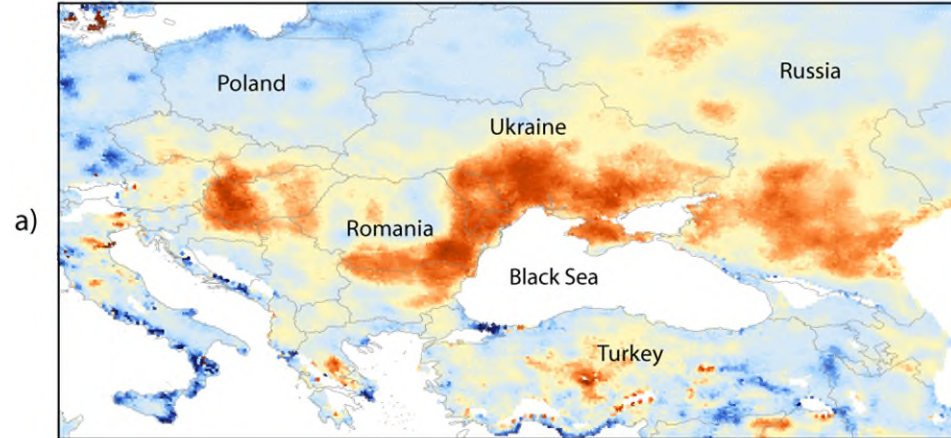 Poland
Russia
Ukraine
a)
Romania
Black Sea
Turkey